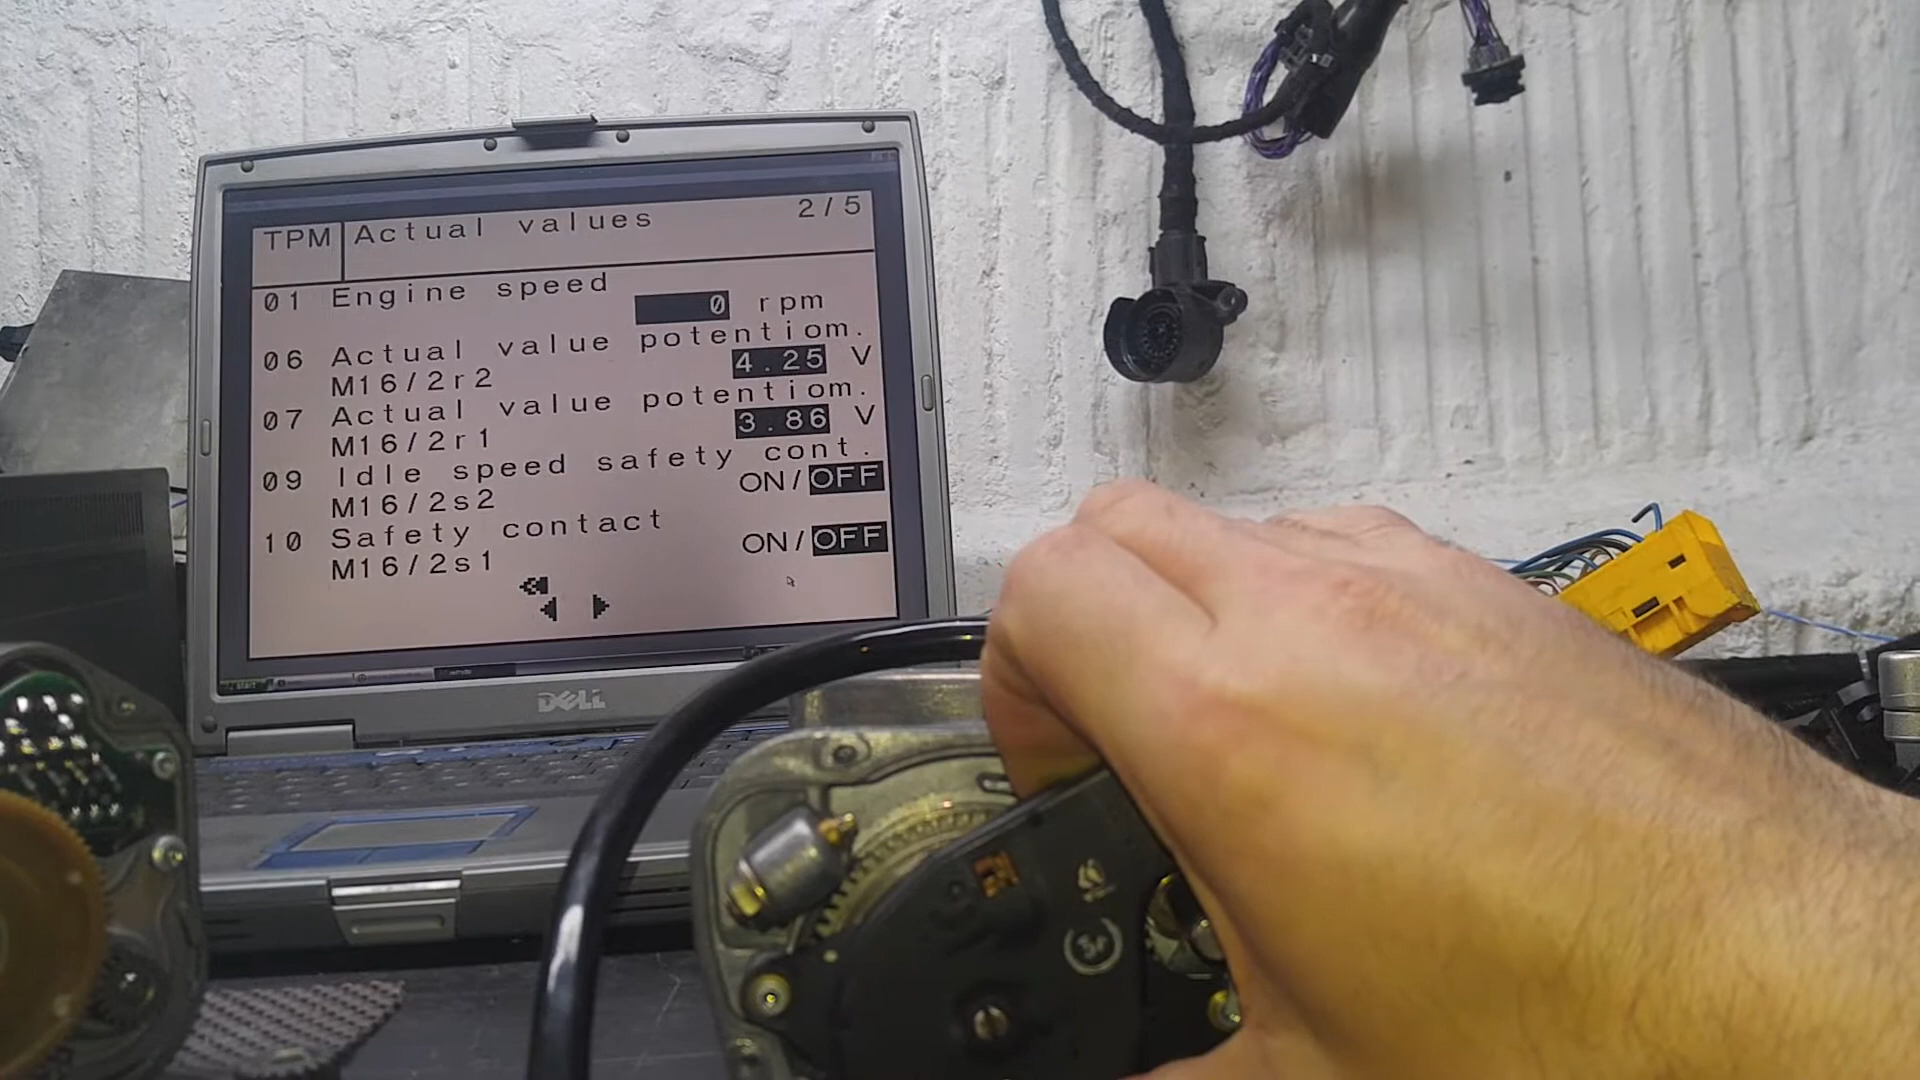 TPM Actual values 2/5
01 Engine speed
0 rpm
06 Actual value potentiom.
M16/2r2 4.25 V
07 Actual value potentiom.
M16/2r1 3.86 V
09 Idle speed safety cont.
M16/2s2 ON/OFF
10 Safety contact
M16/2s1 ON/OFF
DELL